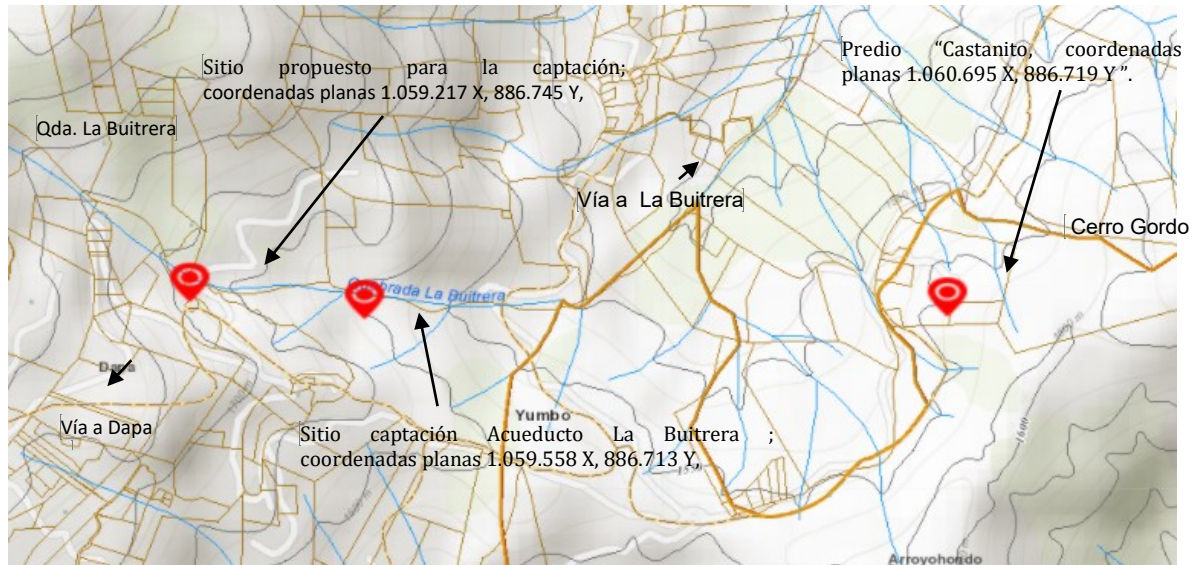 Sitio propuesto para la captación;
coordenadas planas 1.059.217 X, 886.745 Y,
Predio "Castanito, coordenadas
planas 1.060.695 X, 886.719 Y".
Qda. La Buitrera
Vía a La Buitrera
Cerro Gordo
Quebrada La Buitrera
Dapa
Vía a Dapa
Yumbo
Sitio captación Acueducto La Buitrera ;
coordenadas planas 1.059.558 X, 886.713 Y,
1600
Arroyohondo